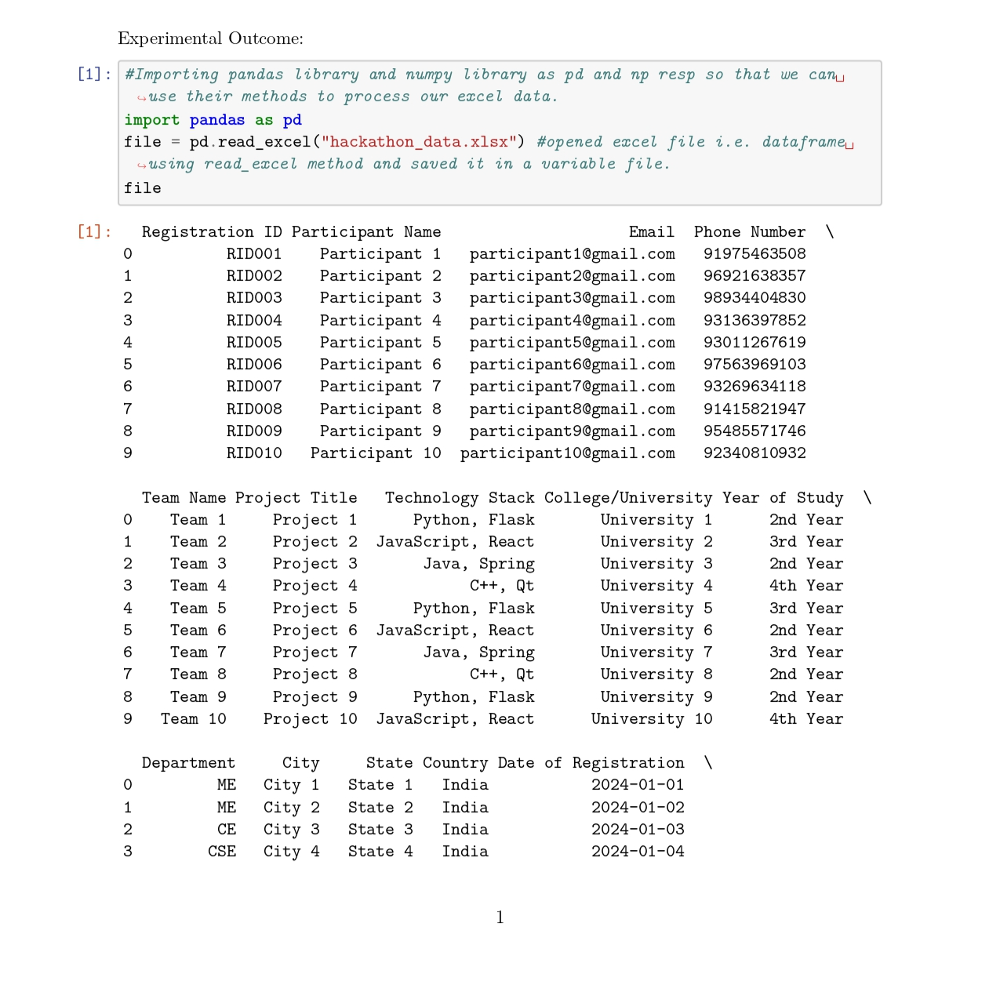 Experimental Outcome:
[1]: #Importing pandas library and numpy library as pd and np resp so that we can␣
↪use their methods to process our excel data.
import pandas as pd
file = pd.read_excel("hackathon_data.xlsx") #opened excel file i.e. dataframe␣
↪using read_excel method and saved it in a variable file.
file
[1]:   Registration ID Participant Name                    Email  Phone Number  \
0          RID001    Participant 1   participant1@gmail.com   91975463508
1          RID002    Participant 2   participant2@gmail.com   96921638357
2          RID003    Participant 3   participant3@gmail.com   98934404830
3          RID004    Participant 4   participant4@gmail.com   93136397852
4          RID005    Participant 5   participant5@gmail.com   93011267619
5          RID006    Participant 6   participant6@gmail.com   97563969103
6          RID007    Participant 7   participant7@gmail.com   93269634118
7          RID008    Participant 8   participant8@gmail.com   91415821947
8          RID009    Participant 9   participant9@gmail.com   95485571746
9          RID010   Participant 10  participant10@gmail.com   92340810932
  Team Name Project Title   Technology Stack College/University Year of Study  \
0    Team 1     Project 1      Python, Flask       University 1      2nd Year
1    Team 2     Project 2  JavaScript, React       University 2      3rd Year
2    Team 3     Project 3       Java, Spring       University 3      2nd Year
3    Team 4     Project 4            C++, Qt       University 4      4th Year
4    Team 5     Project 5      Python, Flask       University 5      3rd Year
5    Team 6     Project 6  JavaScript, React       University 6      2nd Year
6    Team 7     Project 7       Java, Spring       University 7      3rd Year
7    Team 8     Project 8            C++, Qt       University 8      2nd Year
8    Team 9     Project 9      Python, Flask       University 9      2nd Year
9   Team 10    Project 10  JavaScript, React      University 10      4th Year
  Department     City     State Country Date of Registration  \
0         ME   City 1   State 1   India           2024-01-01
1         ME   City 2   State 2   India           2024-01-02
2         CE   City 3   State 3   India           2024-01-03
3        CSE   City 4   State 4   India           2024-01-04
1